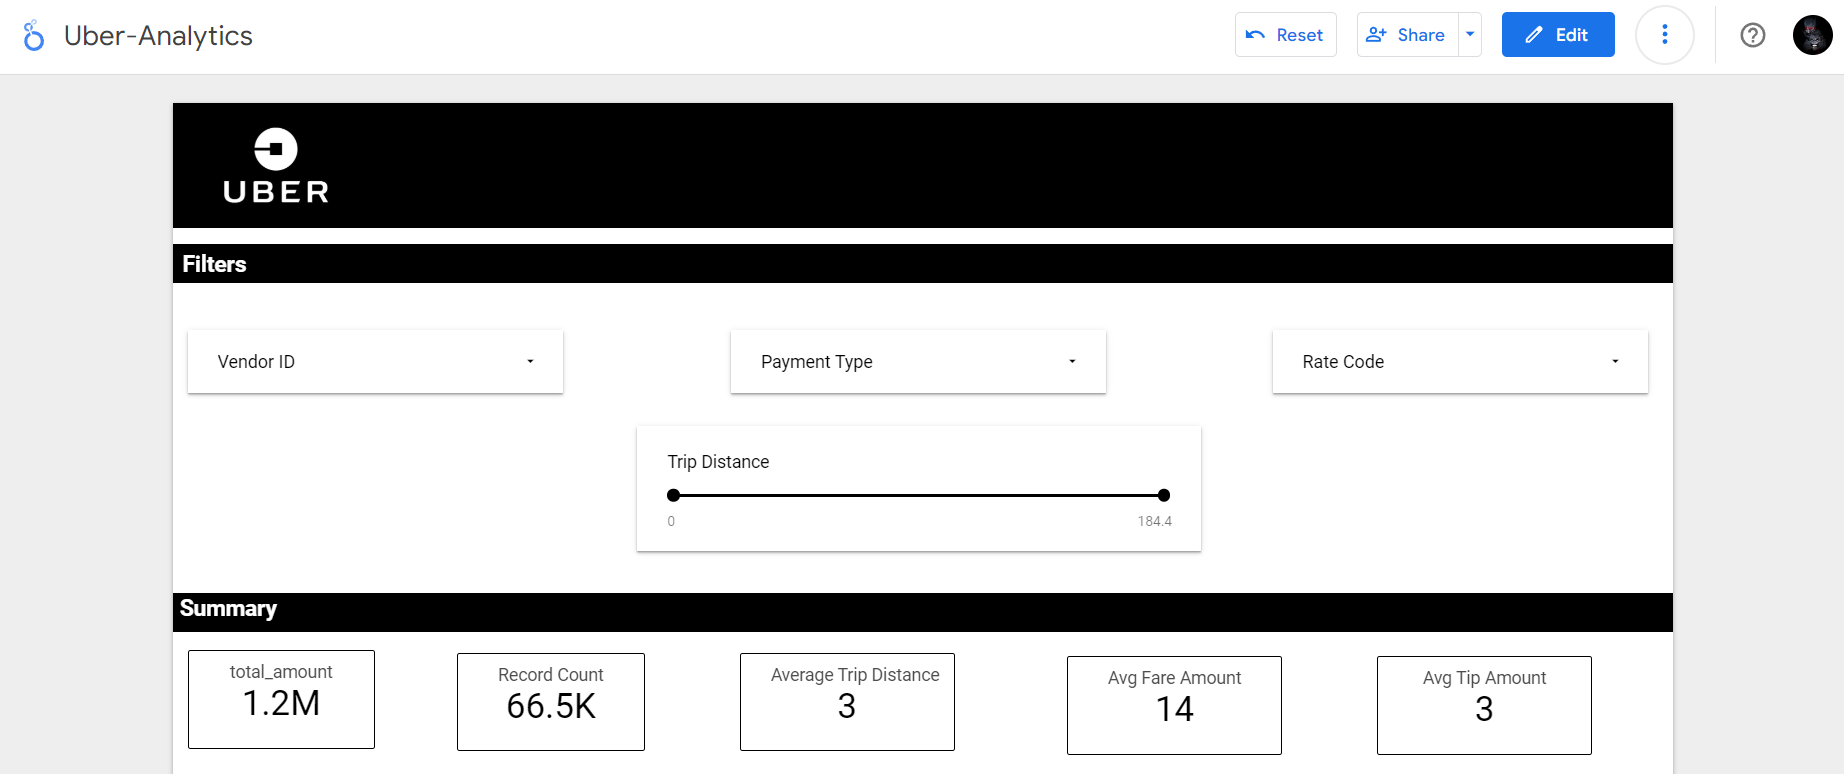 Uber-Analytics
Reset
Share
Edit
UBER
Filters
Vendor ID
Payment Type
Rate Code
Trip Distance
0
184.4
Summary
total_amount
1.2M
Record Count
66.5K
Average Trip Distance
3
Avg Fare Amount
14
Avg Tip Amount
3